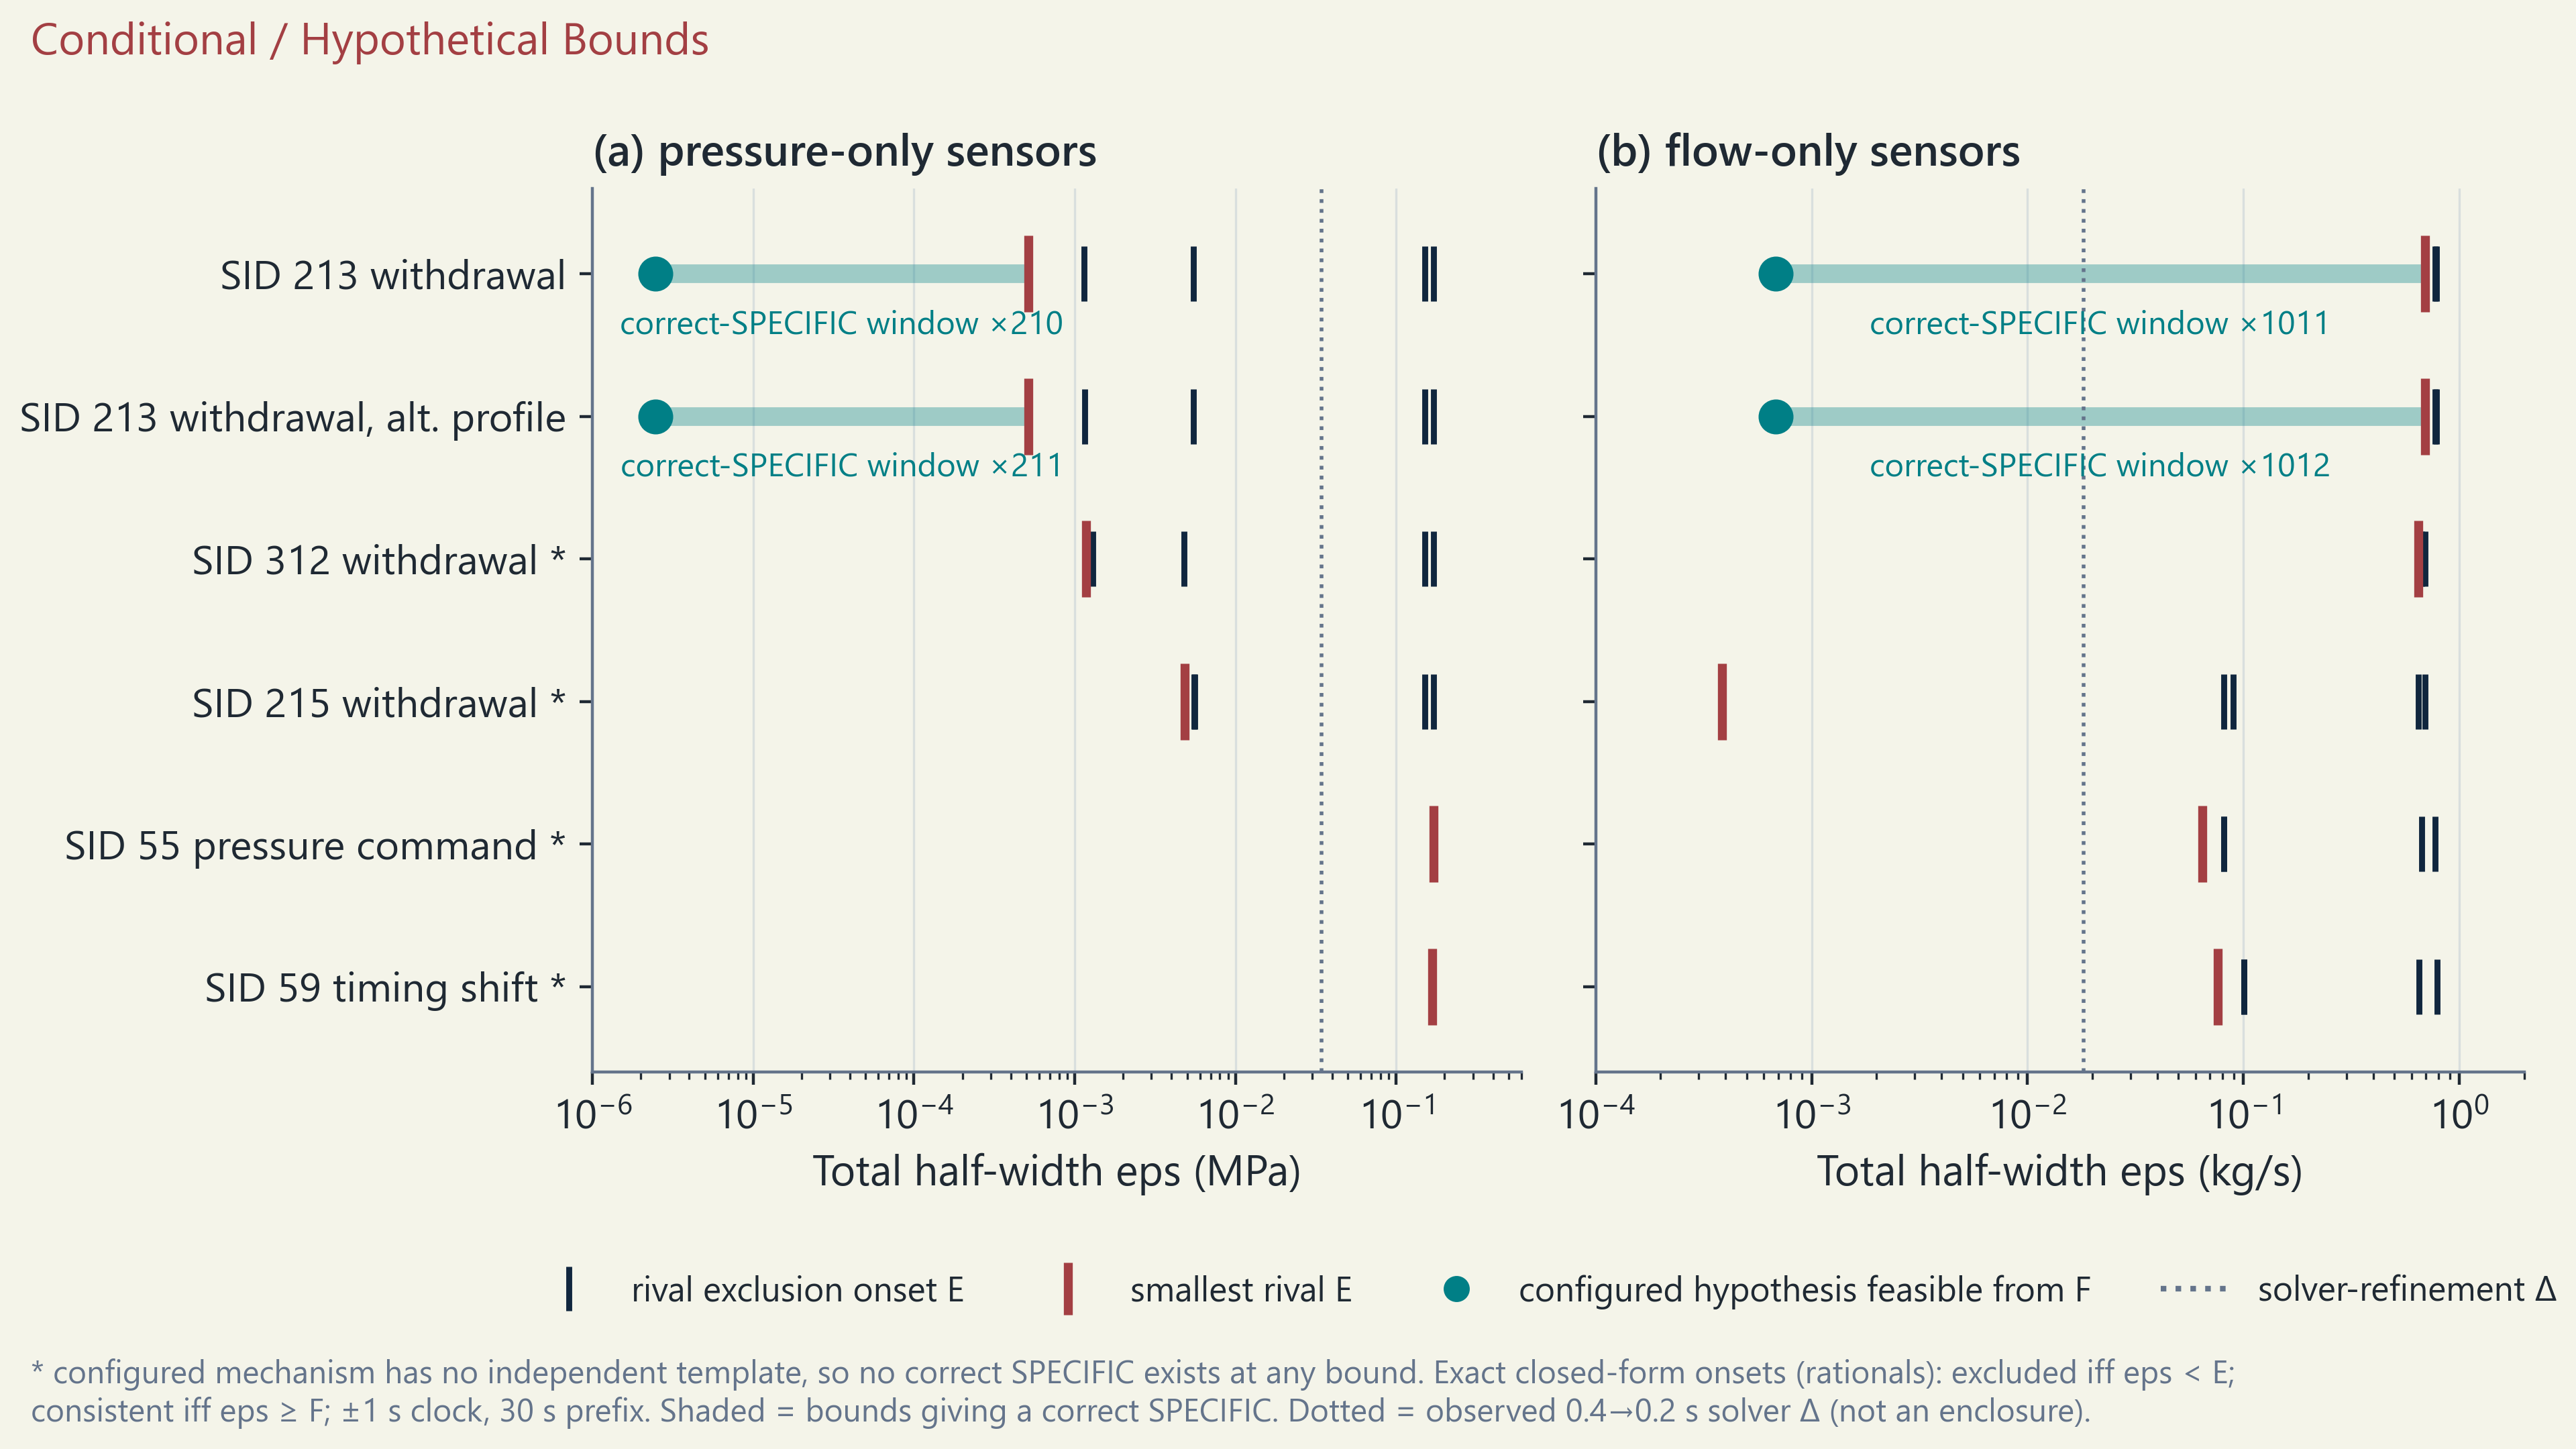 Conditional / Hypothetical Bounds
(a) pressure-only sensors
(b) flow-only sensors
SID 213 withdrawal
correct-SPECIFIC window ×210
correct-SPECIFIC window ×1011
SID 213 withdrawal, alt. profile
correct-SPECIFIC window ×211
correct-SPECIFIC window ×1012
SID 312 withdrawal *
SID 215 withdrawal *
SID 55 pressure command *
SID 59 timing shift *
10⁻⁶ 10⁻⁵ 10⁻⁴ 10⁻³ 10⁻² 10⁻¹
10⁻⁴ 10⁻³ 10⁻² 10⁻¹ 10⁰
Total half-width eps (MPa)
Total half-width eps (kg/s)
rival exclusion onset E
smallest rival E
configured hypothesis feasible from F
solver-refinement Δ
* configured mechanism has no independent template, so no correct SPECIFIC exists at any bound. Exact closed-form onsets (rationals): excluded iff eps < E;
consistent iff eps ≥ F; ±1 s clock, 30 s prefix. Shaded = bounds giving a correct SPECIFIC. Dotted = observed 0.4→0.2 s solver Δ (not an enclosure).